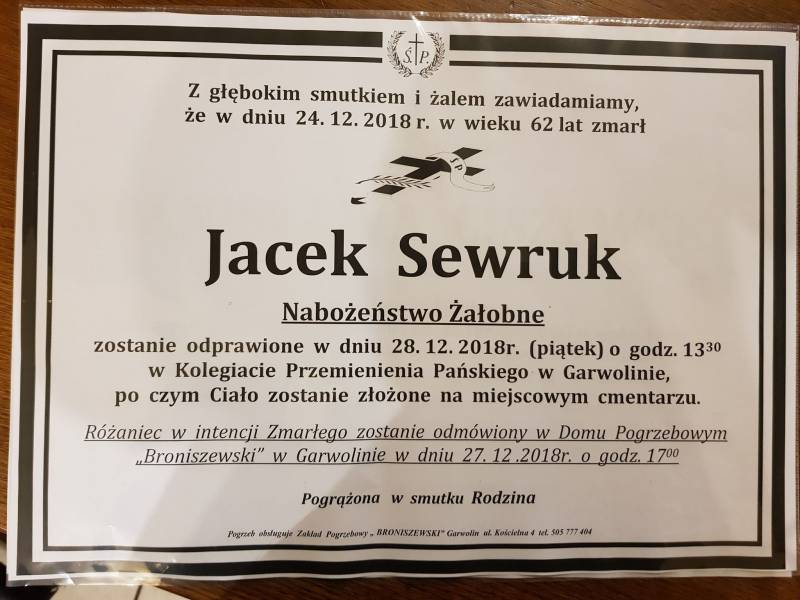 Ś. P.
Z głębokim smutkiem i żalem zawiadamiamy,
że w dniu 24. 12. 2018 r. w wieku 62 lat zmarł
Ś P
Jacek Sewruk
Nabożeństwo Żałobne
zostanie odprawione w dniu 28. 12. 2018r. (piątek) o godz. 13³⁰
w Kolegiacie Przemienienia Pańskiego w Garwolinie,
po czym Ciało zostanie złożone na miejscowym cmentarzu.
Różaniec w intencji Zmarłego zostanie odmówiony w Domu Pogrzebowym
„Broniszewski” w Garwolinie w dniu 27. 12 .2018r. o godz. 17⁰⁰
Pogrążona w smutku Rodzina
Pogrzeb obsługuje Zakład Pogrzebowy „ BRONISZEWSKI” Garwolin ul. Kościelna 4 tel. 505 777 404